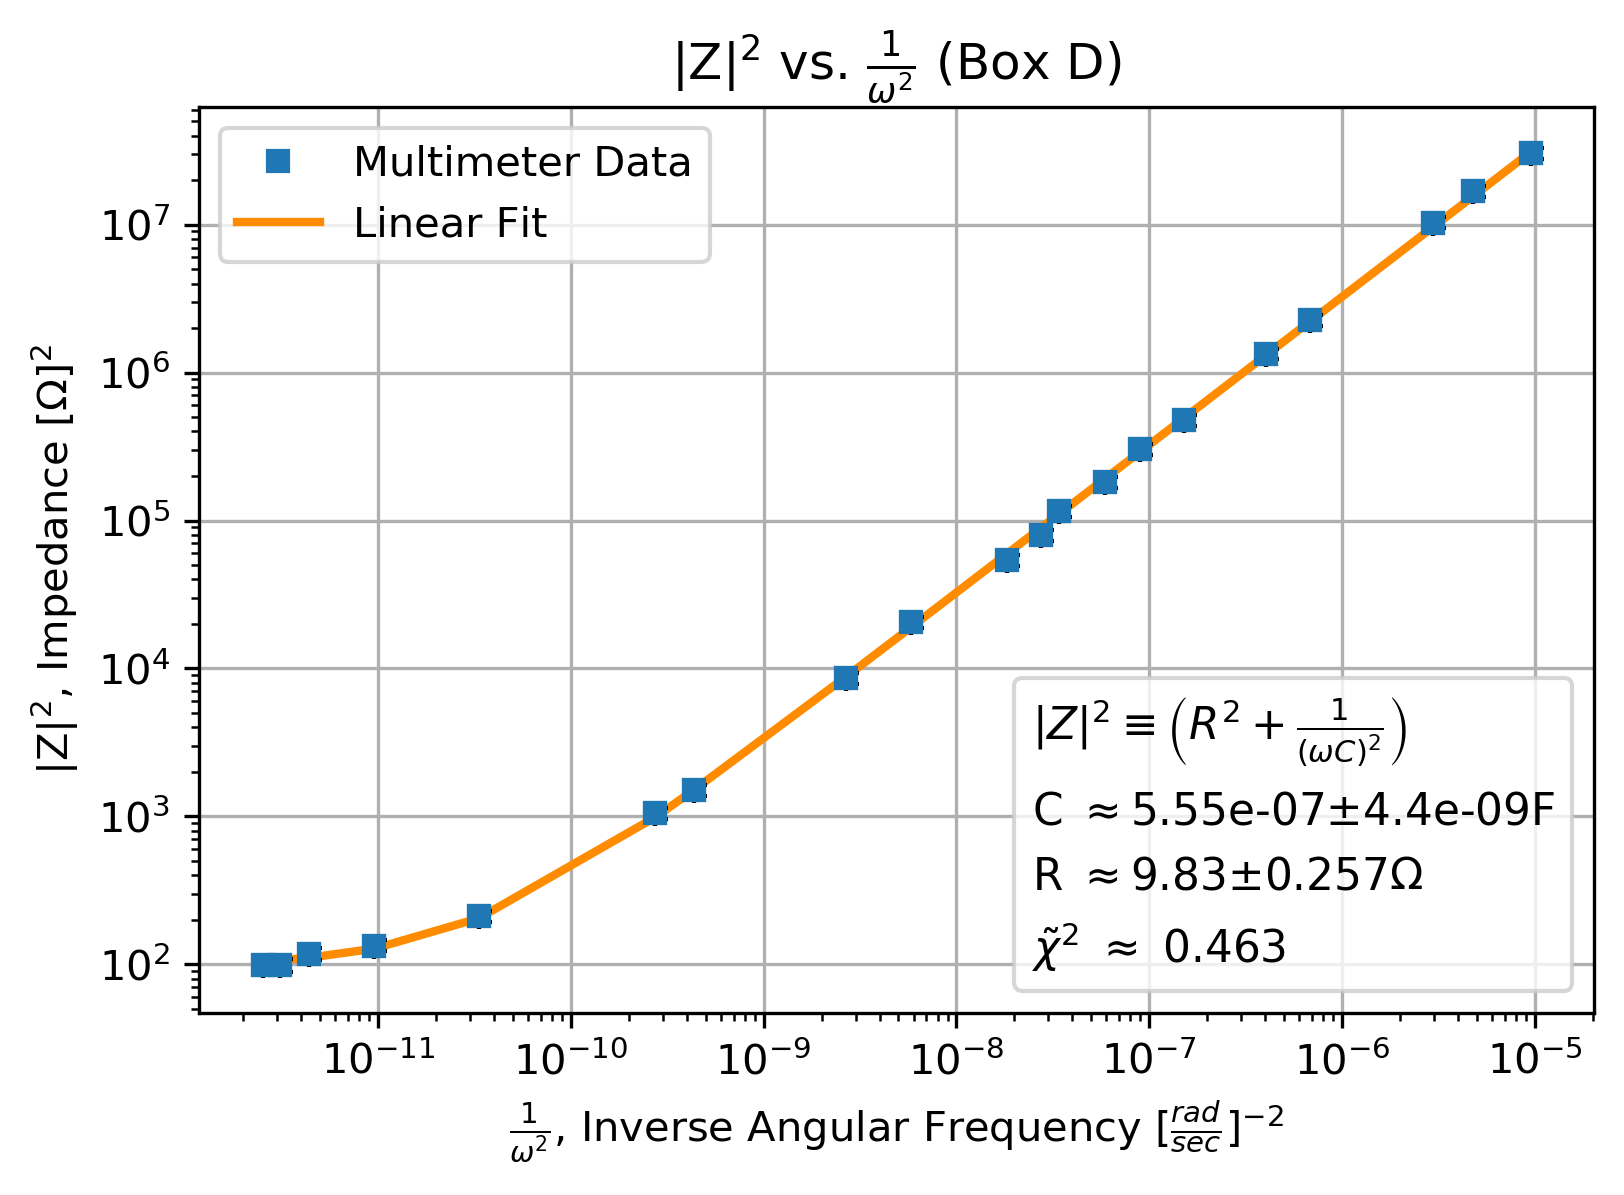 |Z|² vs. 1/ω² (Box D)
Multimeter Data
Linear Fit
|Z|², Impedance [Ω]²
10⁷
10⁶
10⁵
10⁴
10³
10²
|Z|² ≡ (R² + 1/(ωC)²)
C ≈ 5.55e-07±4.4e-09F
R ≈ 9.83±0.257Ω
χ̃² ≈ 0.463
10⁻¹¹ 10⁻¹⁰ 10⁻⁹ 10⁻⁸ 10⁻⁷ 10⁻⁶ 10⁻⁵
1/ω², Inverse Angular Frequency [rad/sec]⁻²